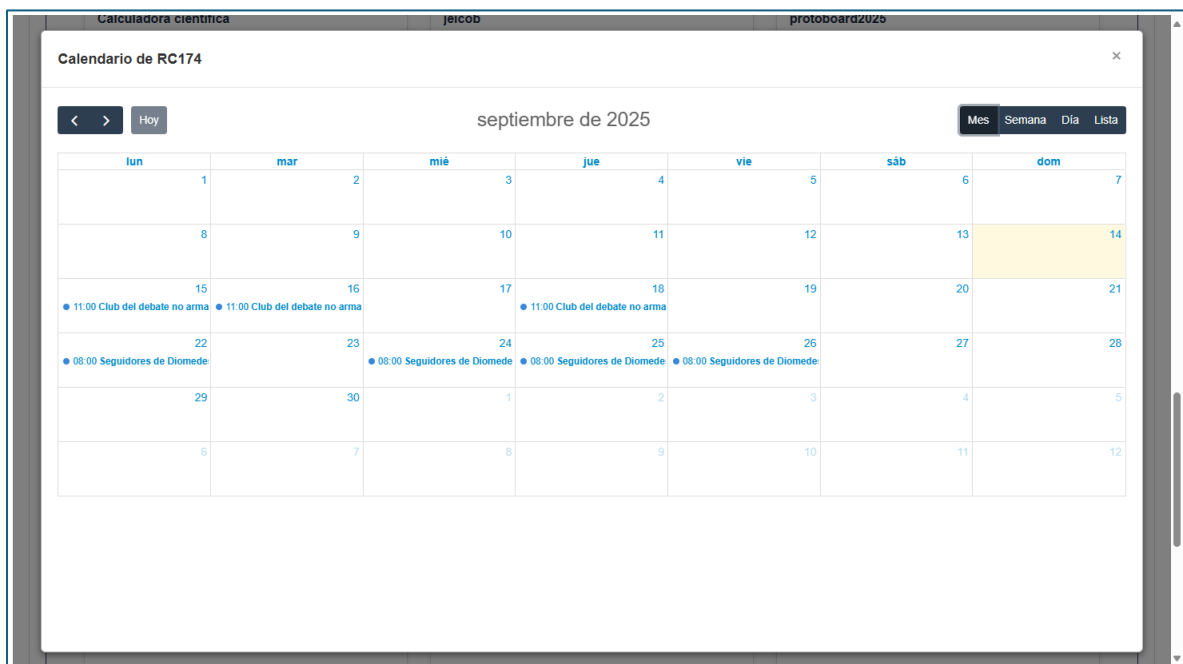 Calculadora científica jelcob protoboard2025
Calendario de RC174 ×
Hoy septiembre de 2025 Mes Semana Día Lista
lun mar mié jue vie sáb dom
1 2 3 4 5 6 7
8 9 10 11 12 13 14
15 16 17 18 19 20 21
11:00 Club del debate no arma 11:00 Club del debate no arma 11:00 Club del debate no arma
22 23 24 25 26 27 28
08:00 Seguidores de Diomede 08:00 Seguidores de Diomede 08:00 Seguidores de Diomede 08:00 Seguidores de Diomede
29 30 1 2 3 4 5
6 7 8 9 10 11 12